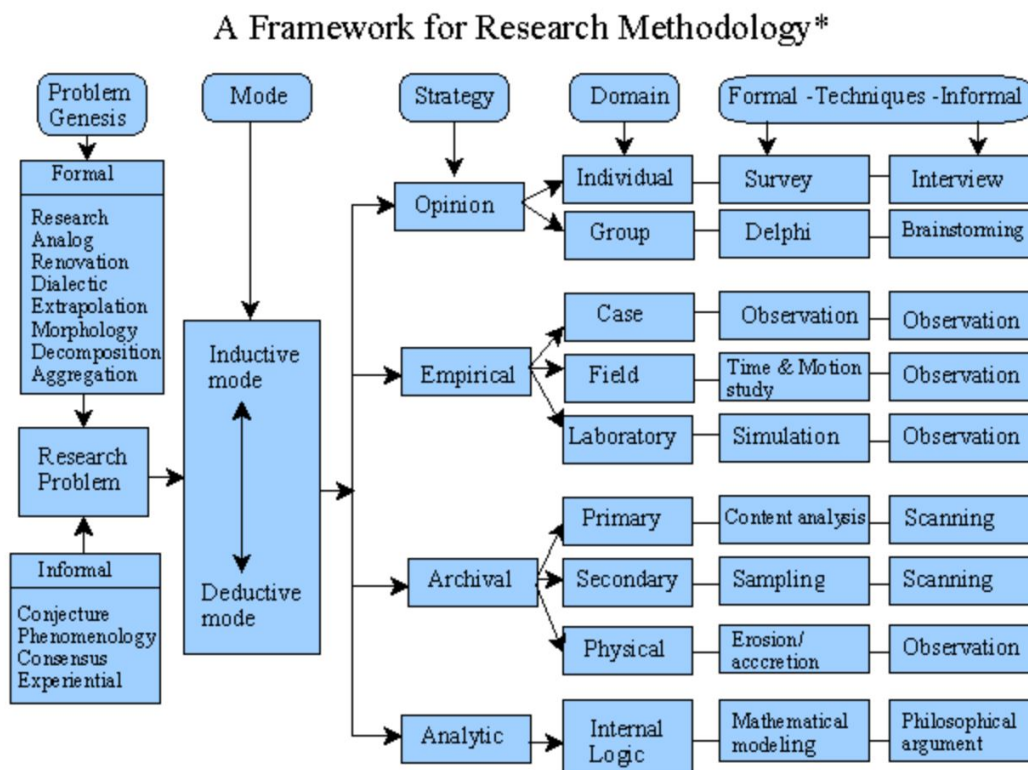 A Framework for Research Methodology*
Problem
Genesis
Mode
Strategy
Domain
Formal -Techniques -Informal
Formal
Research
Analog
Renovation
Dialectic
Extrapolation
Morphology
Decomposition
Aggregation
Research
Problem
Informal
Conjecture
Phenomenology
Consensus
Experiential
Inductive
mode
Deductive
mode
Opinion
Individual
Survey
Interview
Group
Delphi
Brainstorming
Empirical
Case
Observation
Observation
Field
Time & Motion
study
Observation
Laboratory
Simulation
Observation
Archival
Primary
Content analysis
Scanning
Secondary
Sampling
Scanning
Physical
Erosion/
acccretion
Observation
Analytic
Internal
Logic
Mathematical
modeling
Philosophical
argument